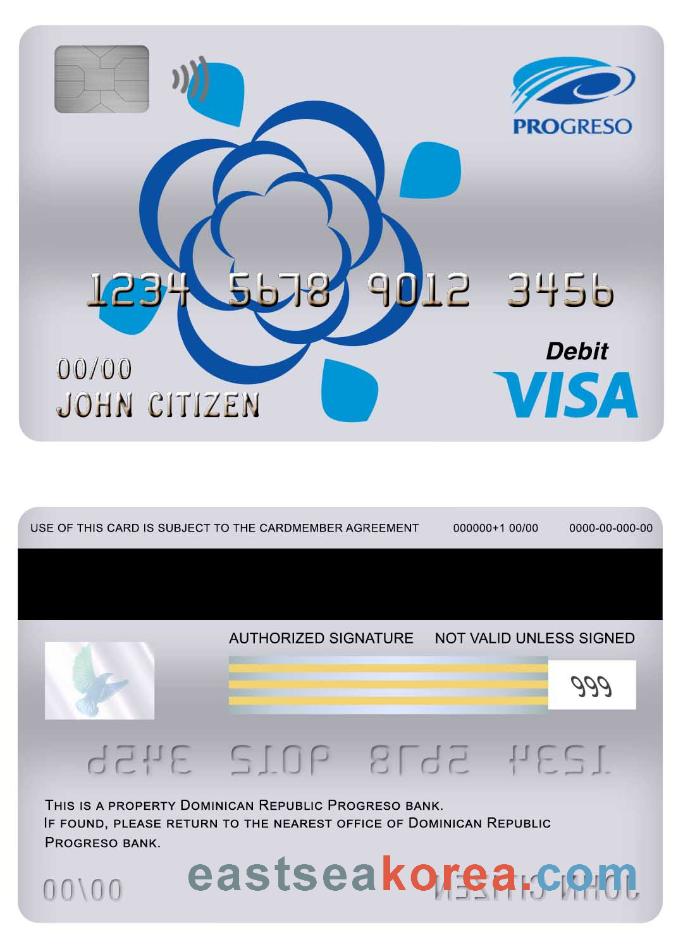 PROGRESO
1234 5678 9012 3456
Debit
00/00
VISA
JOHN CITIZEN
USE OF THIS CARD IS SUBJECT TO THE CARDMEMBER AGREEMENT 000000+1 00/00 0000-00-000-00
AUTHORIZED SIGNATURE NOT VALID UNLESS SIGNED
999
1234 5678 9012 3456
THIS IS A PROPERTY DOMINICAN REPUBLIC PROGRESO BANK.
IF FOUND, PLEASE RETURN TO THE NEAREST OFFICE OF DOMINICAN REPUBLIC
PROGRESO BANK.
eastseakorea.com
00/00 JOHN CITIZEN